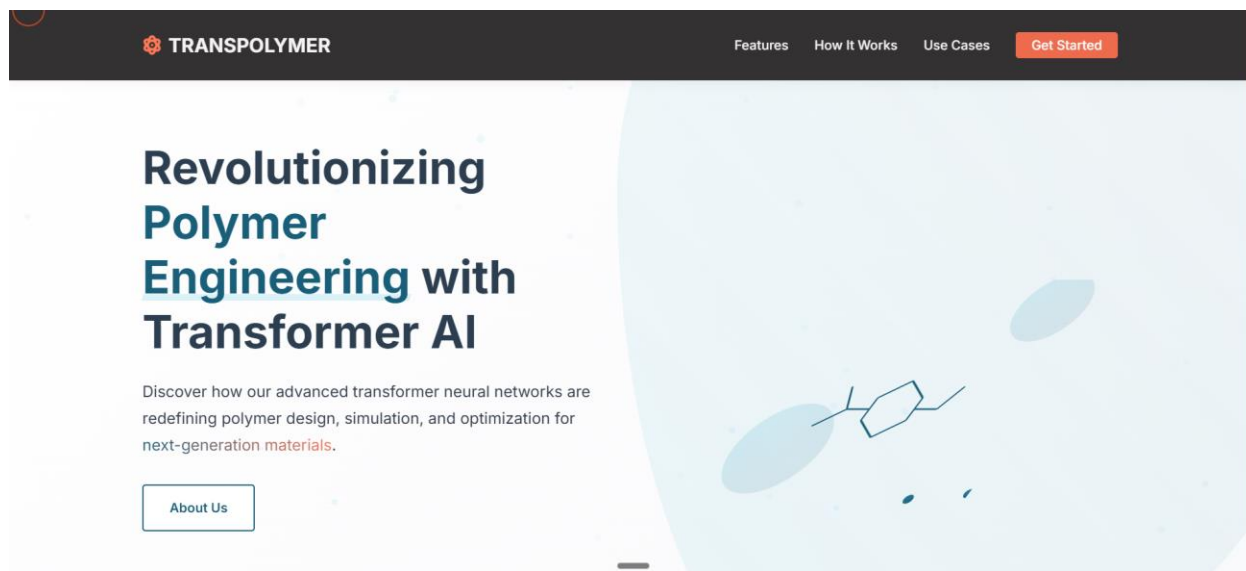 TRANSPOLYMER
Features
How It Works
Use Cases
Get Started
Revolutionizing
Polymer
Engineering with
Transformer AI
Discover how our advanced transformer neural networks are
redefining polymer design, simulation, and optimization for
next-generation materials.
About Us